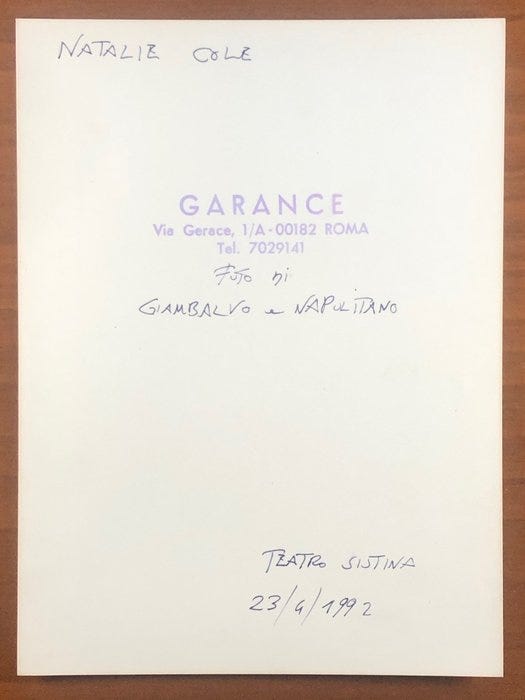 NATALIE COLE
GARANCE
Via Gerace, 1/A - 00182 ROMA
Tel. 7029141
FOTO DI
GIAMBALVO e NAPOLITANO
TEATRO SISTINA
23/4/1992